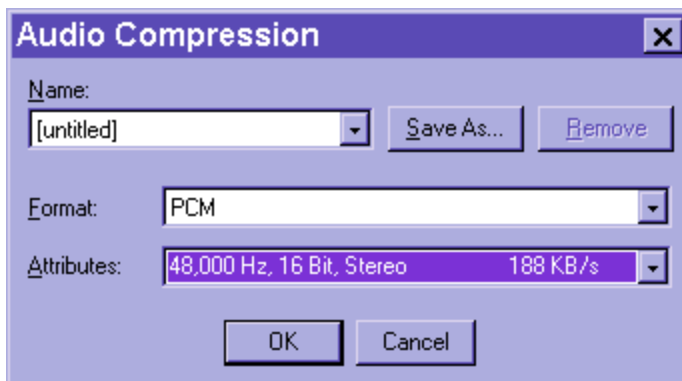 Audio Compression
Name:
[untitled]
Save As...
Remove
Format:
PCM
Attributes:
48,000 Hz, 16 Bit, Stereo 188 KB/s
OK
Cancel